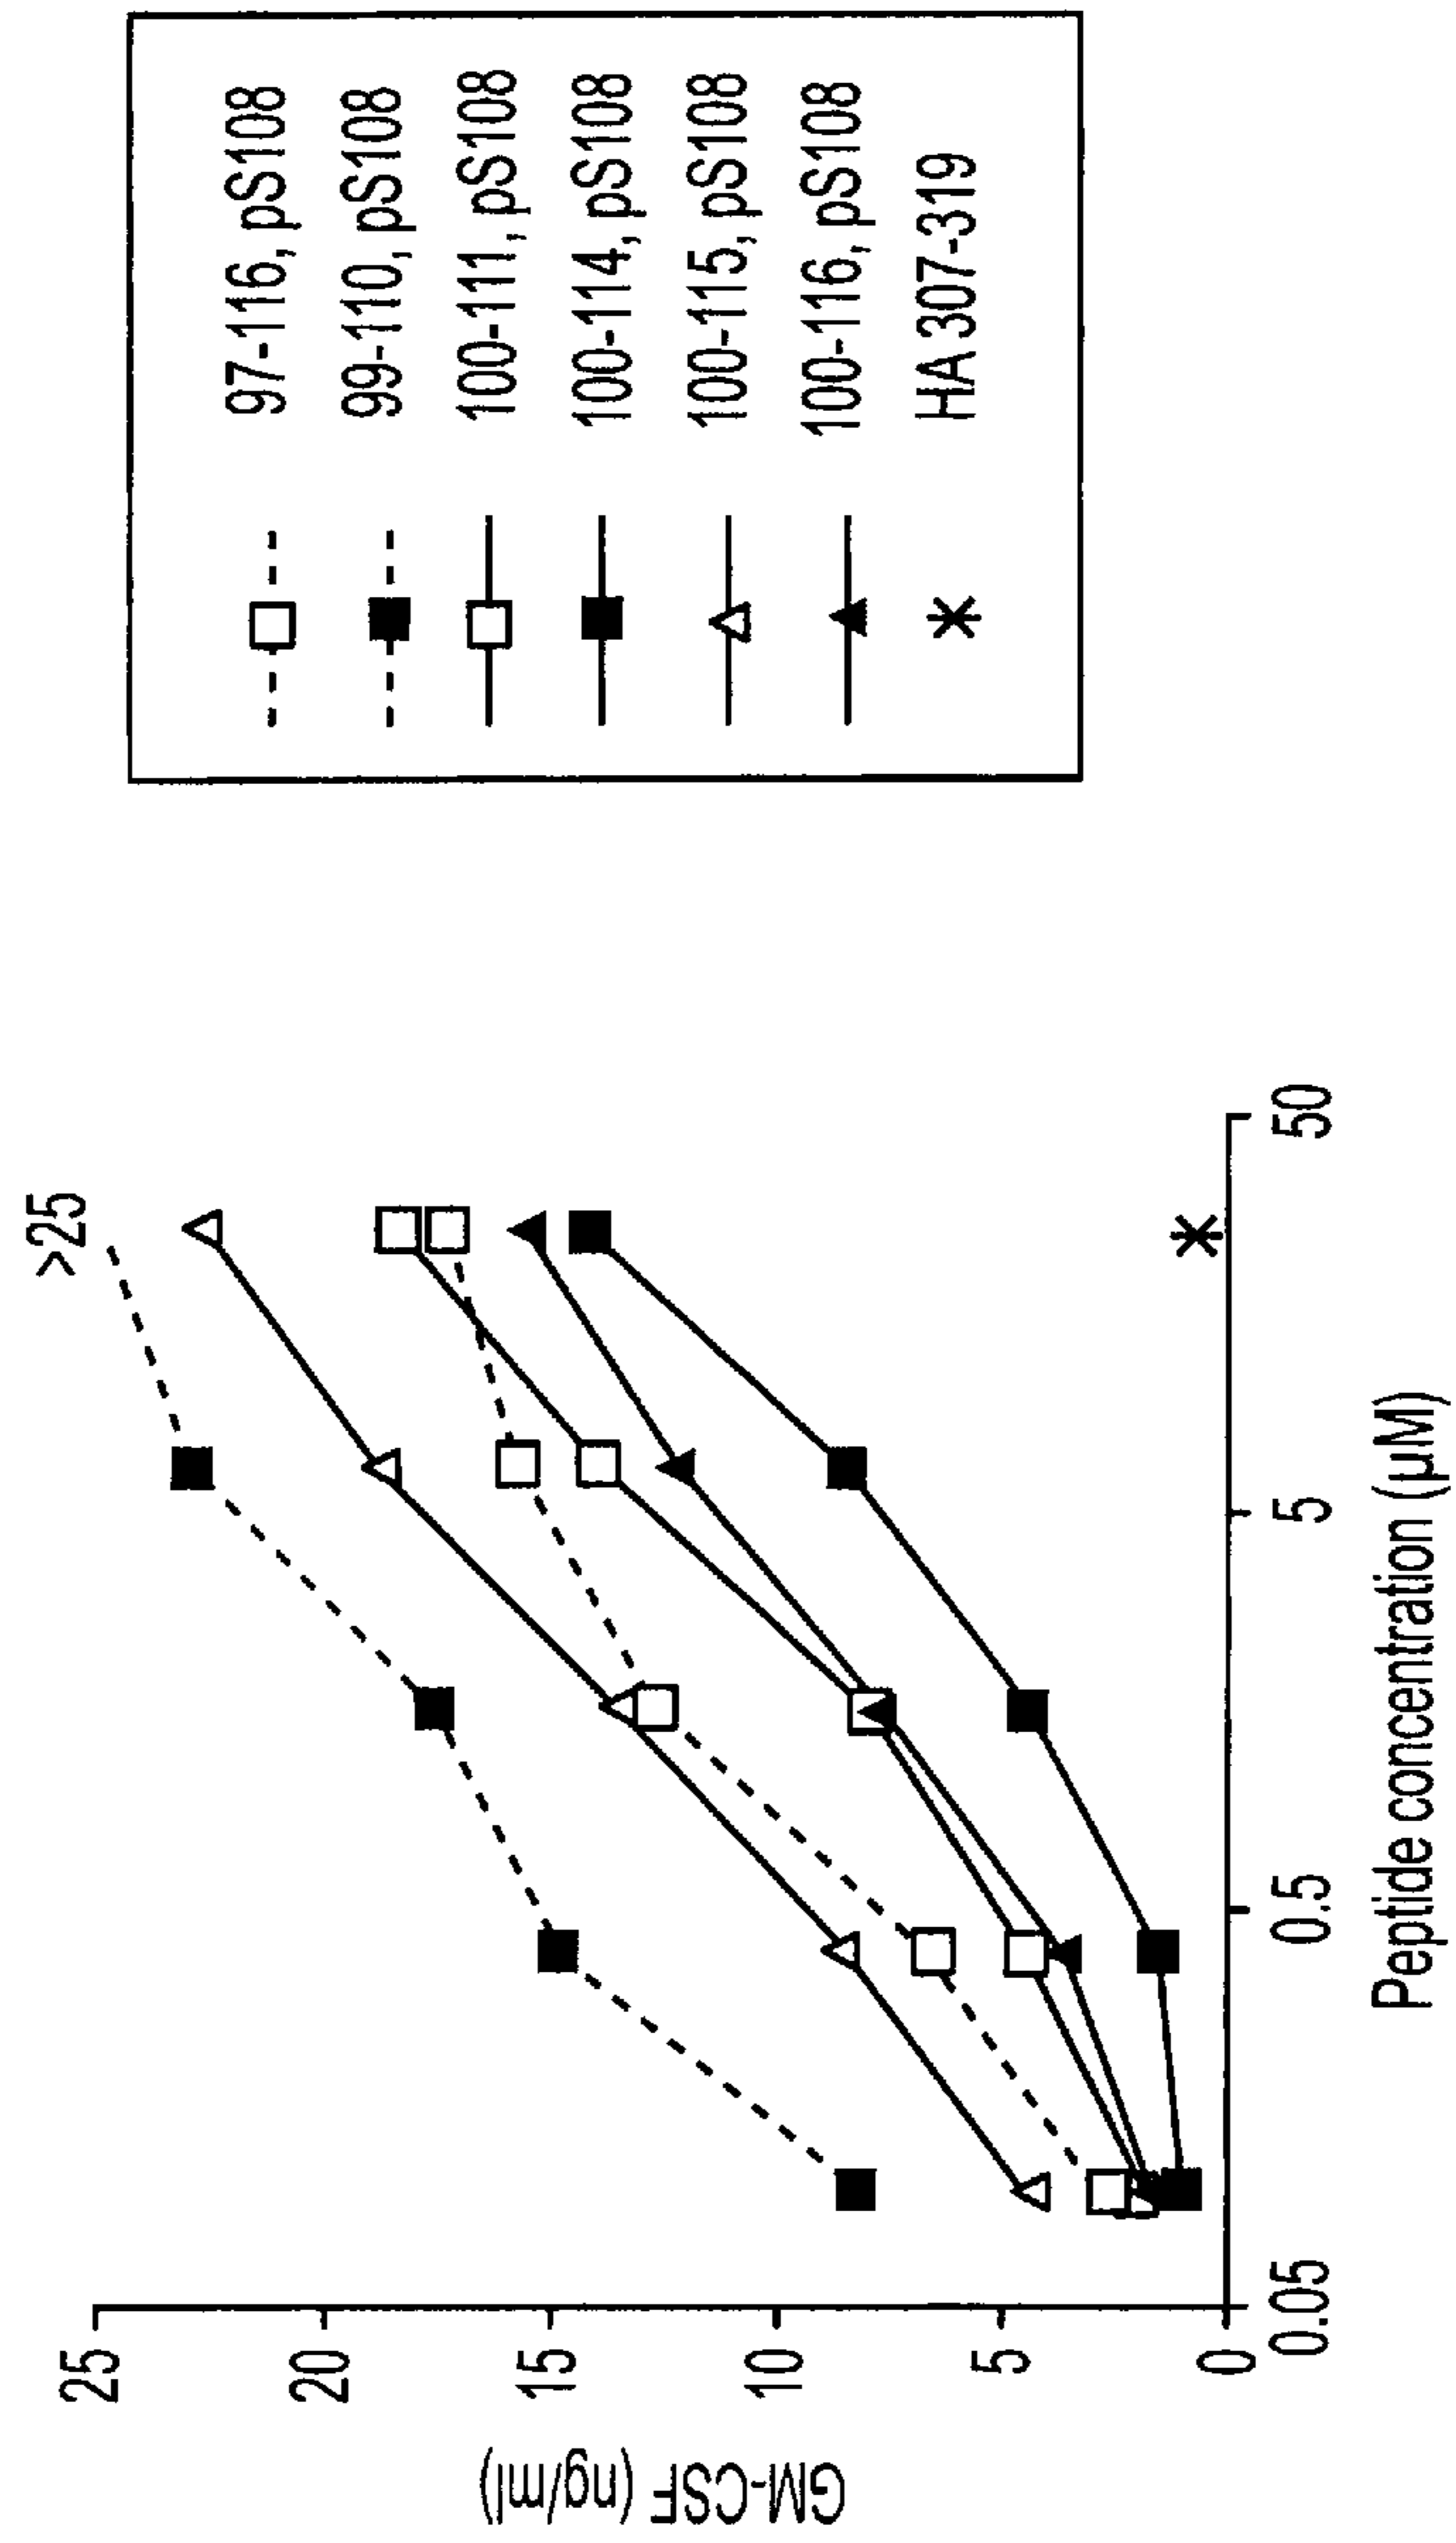 GM-CSF (ng/ml)
25
20
15
10
5
0
>25
0.05
0.5
5
50
Peptide concentration (µM)
97-116, pS108
99-110, pS108
100-111, pS108
100-114, pS108
100-115, pS108
100-116, pS108
HA 307-319